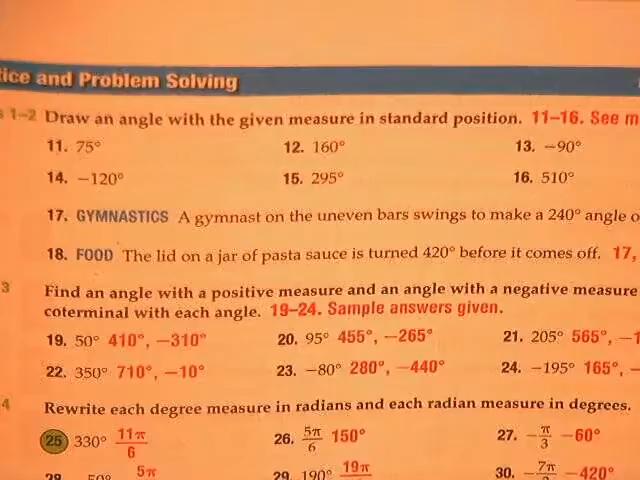 and Problem Solving
1–2 Draw an angle with the given measure in standard position. 11–16. See
11. 75° 12. 160° 13. −90°
14. −120° 15. 295° 16. 510°
17. GYMNASTICS A gymnast on the uneven bars swings to make a 240° angle
18. FOOD The lid on a jar of pasta sauce is turned 420° before it comes off. 17,
3 Find an angle with a positive measure and an angle with a negative measure
coterminal with each angle. 19–24. Sample answers given.
19. 50° 410°, −310° 20. 95° 455°, −265° 21. 205° 565°,
22. 350° 710°, −10° 23. −80° 280°, −440° 24. −195° 165°,
4 Rewrite each degree measure in radians and each radian measure in degrees.
25 330° 11π/6 26. 5π/6 150° 27. −π/3 −60°
29. 190° 19π 30. −420°